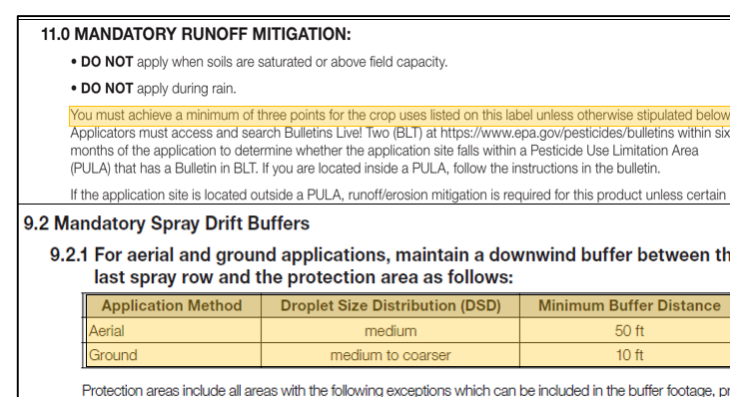 11.0 MANDATORY RUNOFF MITIGATION:
• DO NOT apply when soils are saturated or above field capacity.
• DO NOT apply during rain.
You must achieve a minimum of three points for the crop uses listed on this label unless otherwise stipulated below
Applicators must access and search Bulletins Live! Two (BLT) at https://www.epa.gov/pesticides/bulletins within six
months of the application to determine whether the application site falls within a Pesticide Use Limitation Area
(PULA) that has a Bulletin in BLT. If you are located inside a PULA, follow the instructions in the bulletin.
If the application site is located outside a PULA, runoff/erosion mitigation is required for this product unless certain
9.2 Mandatory Spray Drift Buffers
9.2.1 For aerial and ground applications, maintain a downwind buffer between th
last spray row and the protection area as follows:
Application Method Droplet Size Distribution (DSD) Minimum Buffer Distance
Aerial medium 50 ft
Ground medium to coarser 10 ft
Protection areas include all areas with the following exceptions which can be included in the buffer footage, pr